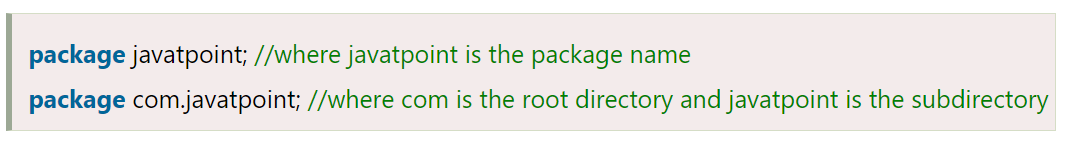 package javatpoint; //where javatpoint is the package name
package com.javatpoint; //where com is the root directory and javatpoint is the subdirectory